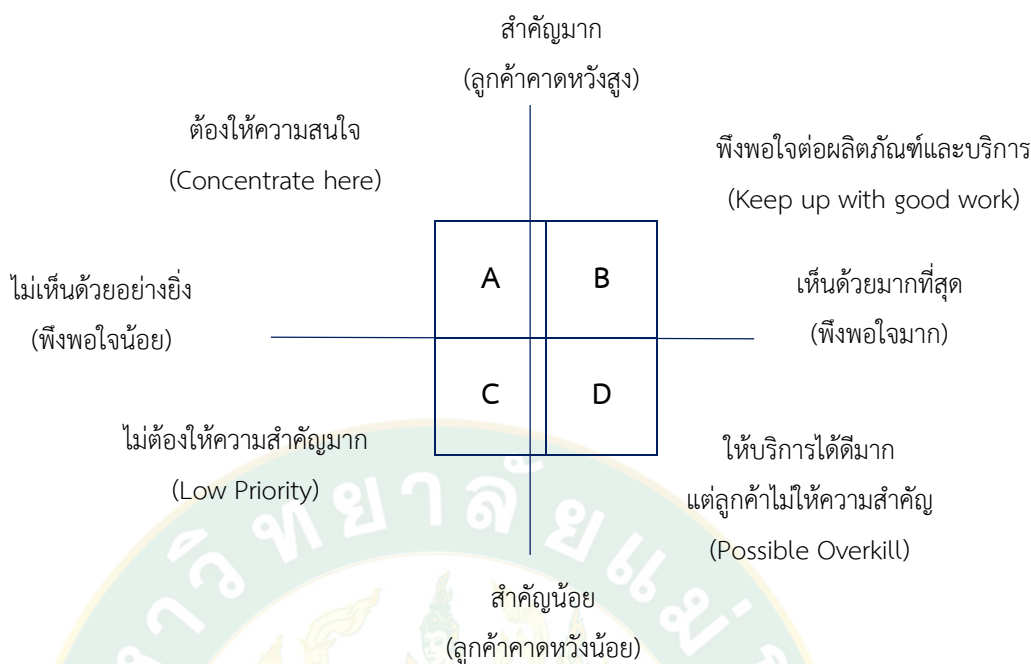 สำคัญมาก
(ลูกค้าคาดหวังสูง)
ต้องให้ความสนใจ
(Concentrate here)
พึงพอใจต่อผลิตภัณฑ์และบริการ
(Keep up with good work)
A
B
ไม่เห็นด้วยอย่างยิ่ง
(พึงพอใจน้อย)
เห็นด้วยมากที่สุด
(พึงพอใจมาก)
C
D
ไม่ต้องให้ความสำคัญมาก
(Low Priority)
ให้บริการได้ดีมาก
แต่ลูกค้าไม่ให้ความสำคัญ
(Possible Overkill)
สำคัญน้อย
(ลูกค้าคาดหวังน้อย)